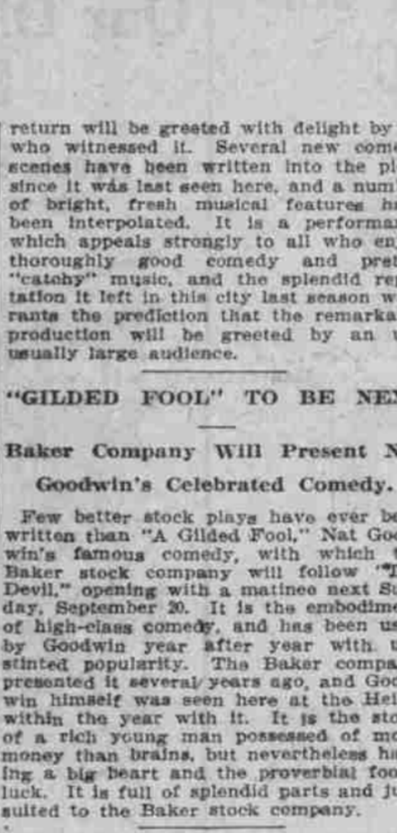 return will be greeted with delight by
who witnessed it. Several new com
scenes have been written into the pl
since it was last seen here, and a num
of bright, fresh musical features h
been interpolated. It is a performa
which appeals strongly to all who en
thoroughly good comedy and pret
"catchy" music, and the splendid rep
tation it left in this city last season w
rants the prediction that the remarka
production will be greeted by an u
usually large audience.
"GILDED FOOL" TO BE NEX
Baker Company Will Present N
Goodwin's Celebrated Comedy.
Few better stock plays have ever be
written than "A Gilded Fool," Nat Goo
win's famous comedy, with which t
Baker stock company will follow "T
Devil," opening with a matinee next Su
day, September 20. It is the embodime
of high-class comedy, and has been us
by Goodwin year after year with u
stinted popularity. The Baker compa
presented it several years ago, and Goo
win himself was seen here at the Hei
within the year with it. It is the sto
of a rich young man possessed of mo
money than brains, but nevertheless ha
ing a big heart and the proverbial foo
luck. It is full of splendid parts and ju
suited to the Baker stock company.